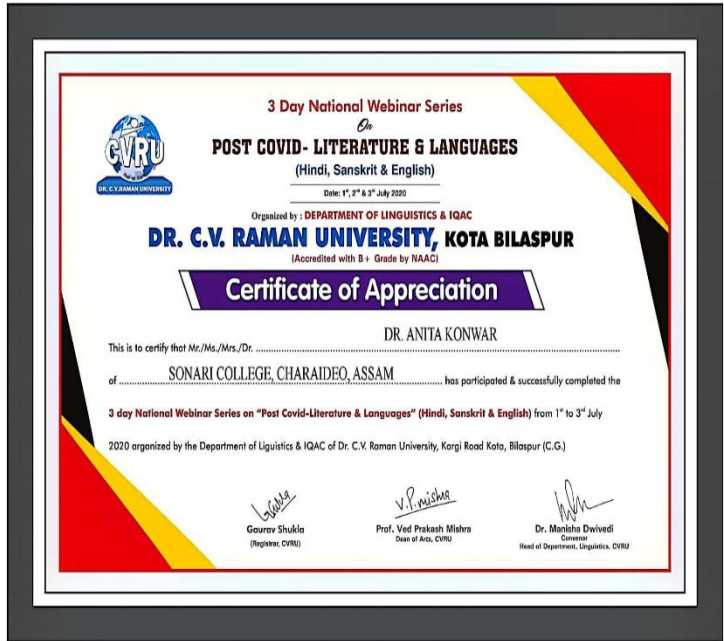 3 Day National Webinar Series
On
POST COVID- LITERATURE & LANGUAGES
(Hindi, Sanskrit & English)
Date: 1st, 2nd & 3rd July 2020
Organized by : DEPARTMENT OF LINGUISTICS & IQAC
CVRU
DR. C.V.RAMAN UNIVERSITY
DR. C.V. RAMAN UNIVERSITY, KOTA BILASPUR
(Accredited with B+ Grade by NAAC)
Certificate of Appreciation
This is to certify that Mr./Ms./Mrs./Dr. DR. ANITA KONWAR
of SONARI COLLEGE, CHARAIDEO, ASSAM has participated & successfully completed the
3 day National Webinar Series on "Post Covid-Literature & Languages" (Hindi, Sanskrit & English) from 1st to 3rd July
2020 organized by the Department of Liguistics & IQAC of Dr. C.V. Raman University, Kargi Road Kota, Bilaspur (C.G.)
V.P. mishra
Gaurav Shukla
(Registrar, CVRU)
Prof. Ved Prakash Mishra
Dean of Arts, CVRU
Dr. Manisha Dwivedi
Convenor
Head of Department, Linguistics, CVRU